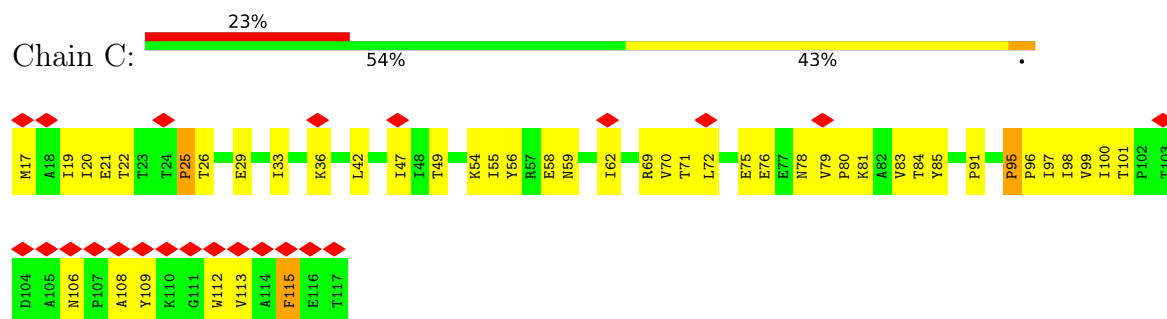 23%
Chain C:
54% 43% •
M17 A18 I19 I20 E21 T22 T23 T24 P25 T26 E29 I33 K36 L42 I47 I48 T49 K54 I55 Y56 R57 E58 N59 I62 R69 V70 T71 L72 E75 E76 E77 N78 V79 P80 K81 A82 V83 T84 Y85 P91 P95 P96 I97 I98 V99 I100 T101 P102 T103
D104 A105 N106 P107 A108 Y109 K110 G111 W112 V113 A114 F115 E116 T117